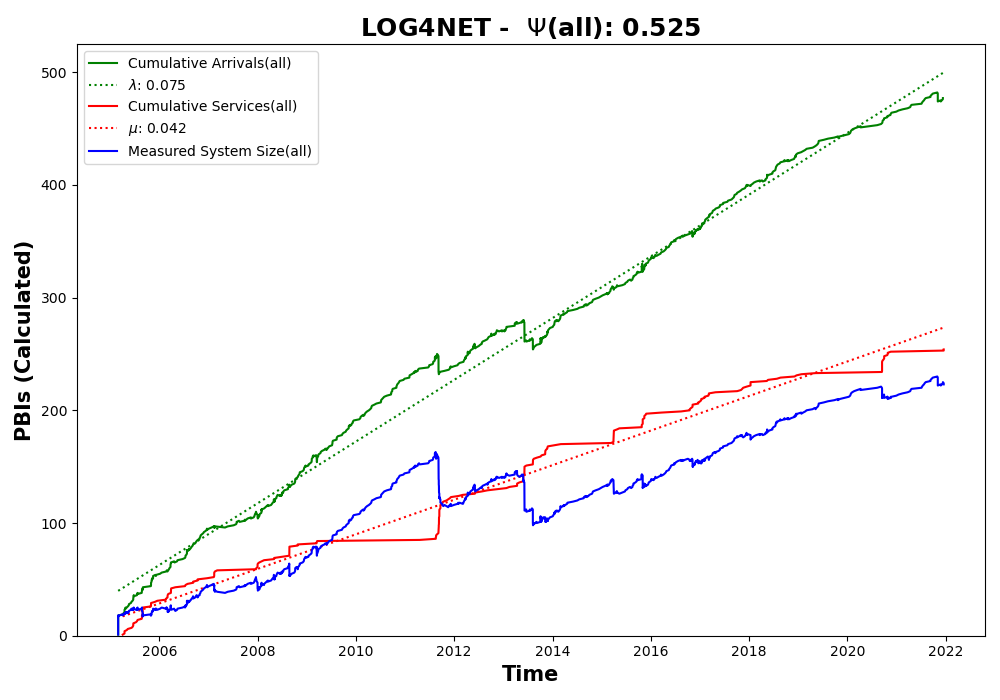 LOG4NET - Ψ(all): 0.525
Cumulative Arrivals(all)
λ: 0.075
Cumulative Services(all)
μ: 0.042
Measured System Size(all)
PBIs (Calculated)
500
400
300
200
100
0
2006 2008 2010 2012 2014 2016 2018 2020 2022
Time